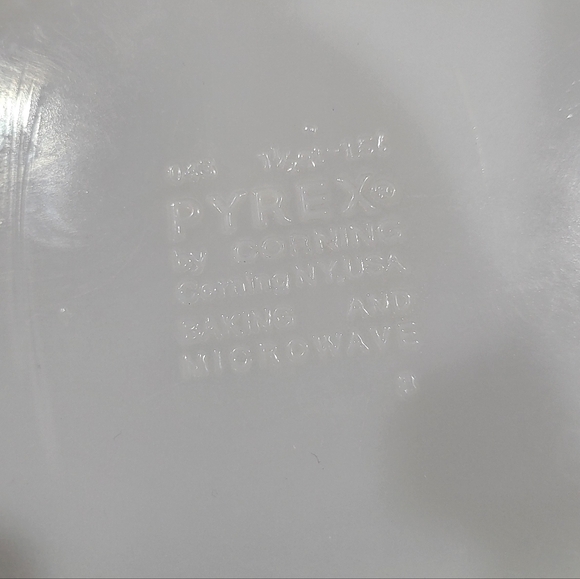 PYREX®
by CORNING
Corning NY, USA
BAKING AND
MICROWAVE